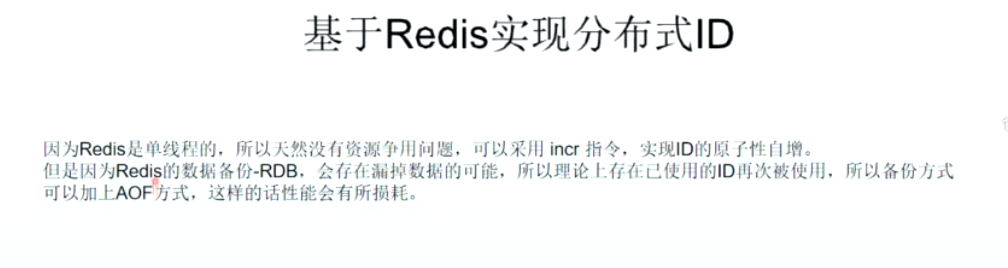 基于Redis实现分布式ID
因为Redis是单线程的，所以天然没有资源争用问题，可以采用 incr 指令，实现ID的原子性自增。
但是因为Redis的数据备份-RDB，会存在漏掉数据的可能，所以理论上存在已使用的ID再次被使用，所以备份方式
可以加上AOF方式，这样的话性能会有所损耗。